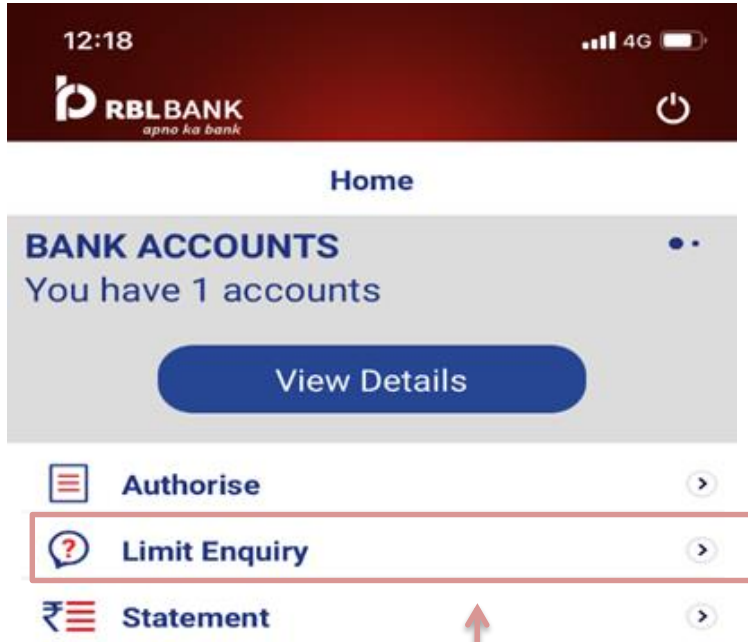 12:18 4G
RBLBANK
apno ka bank
Home
BANK ACCOUNTS
You have 1 accounts
View Details
Authorise
? Limit Enquiry
₹ Statement